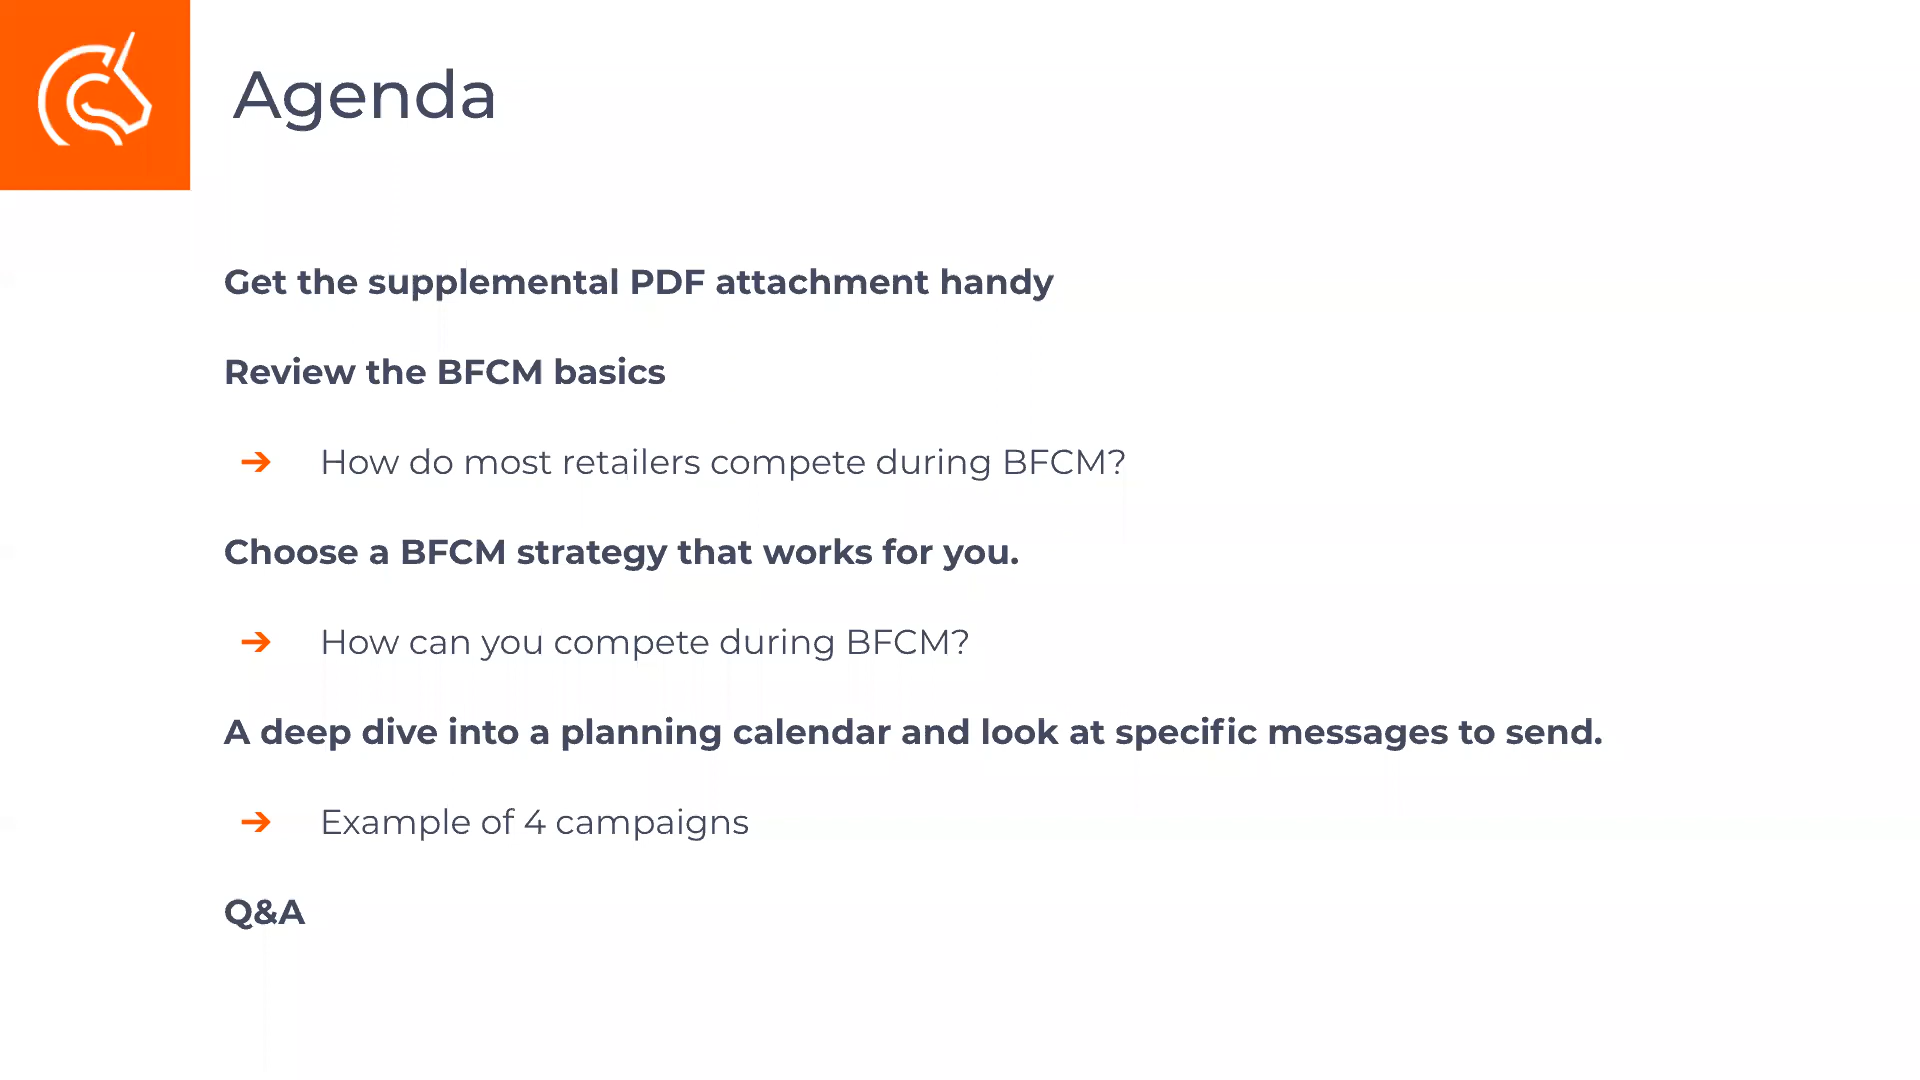 Agenda
Get the supplemental PDF attachment handy
Review the BFCM basics
➔ How do most retailers compete during BFCM?
Choose a BFCM strategy that works for you.
➔ How can you compete during BFCM?
A deep dive into a planning calendar and look at specific messages to send.
➔ Example of 4 campaigns
Q&A